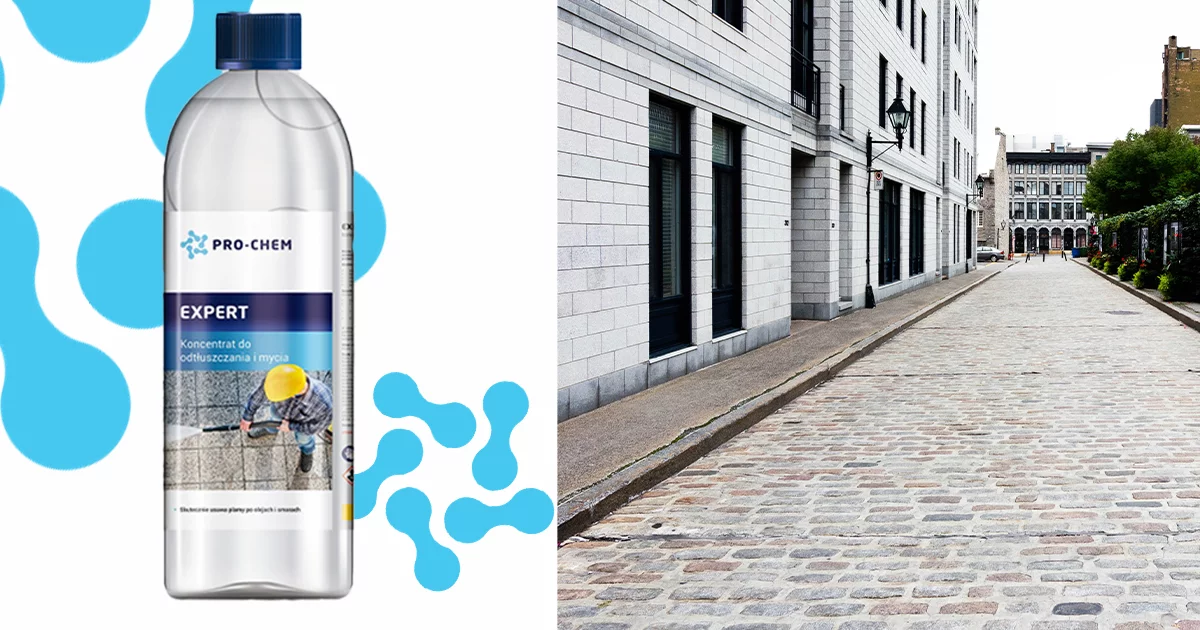 PRO-CHEM
EXPERT
Koncentrat do
odtłuszczania i mycia
Skutecznie usuwa plamy po olejach i smarach